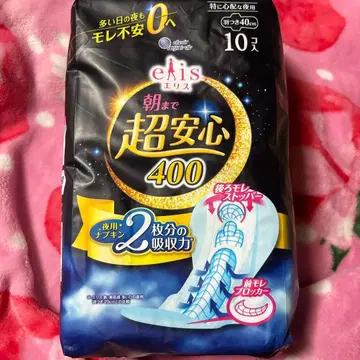 多い日の夜も
モレ不安0へ
elleair
特に心配な夜用
羽つき40cm
10コ入
elis
エリス
朝まで
超安心
400
夜用
ナプキン
2枚分の
吸収力
後ろモレ
ストッパー
前モレ
ブロッカー